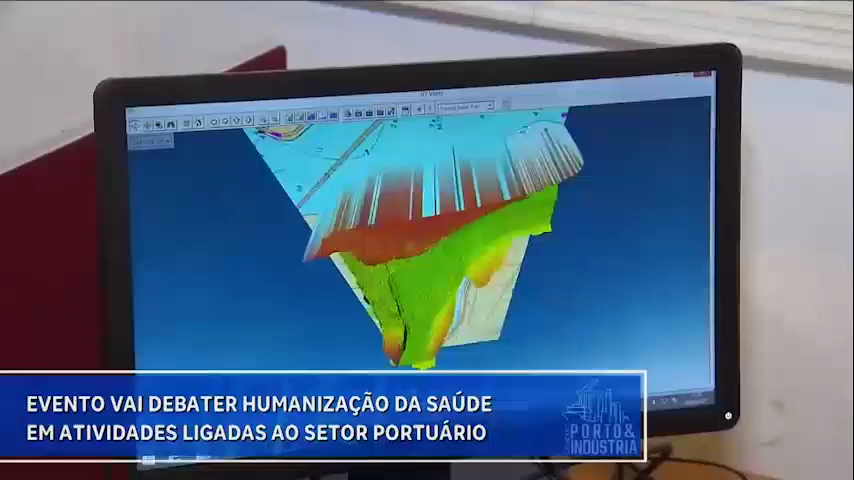 EVENTO VAI DEBATER HUMANIZAÇÃO DA SAÚDE
EM ATIVIDADES LIGADAS AO SETOR PORTUÁRIO
PORTO&
INDÚSTRIA